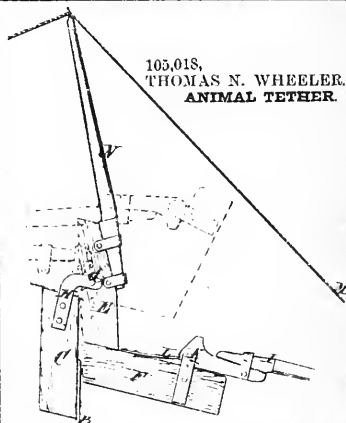 105,018,
THOMAS N. WHEELER.
ANIMAL TETHER.
N
M
H
C
F